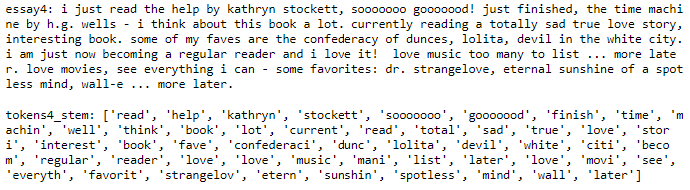 essay4: i just read the help by kathryn stockett, sooooooo gooooood! just finished, the time machi
ne by h.g. wells - i think about this book a lot. currently reading a totally sad true love story,
interesting book. some of my faves are the confederacy of dunces, lolita, devil in the white city.
i am just now becoming a regular reader and i love it!  love music too many to list ... more late
r. love movies, see everything i can - some favorites: dr. strangelove, eternal sunshine of a spot
less mind, wall-e ... more later.

tokens4_stem: ['read', 'help', 'kathryn', 'stockett', 'sooooooo', 'gooooood', 'finish', 'time', 'm
achin', 'well', 'think', 'book', 'lot', 'current', 'read', 'total', 'sad', 'true', 'love', 'stor
i', 'interest', 'book', 'fave', 'confederaci', 'dunc', 'lolita', 'devil', 'white', 'citi', 'beco
m', 'regular', 'reader', 'love', 'love', 'music', 'mani', 'list', 'later', 'love', 'movi', 'see',
'everyth', 'favorit', 'strangelov', 'etern', 'sunshin', 'spotless', 'mind', 'wall', 'later']